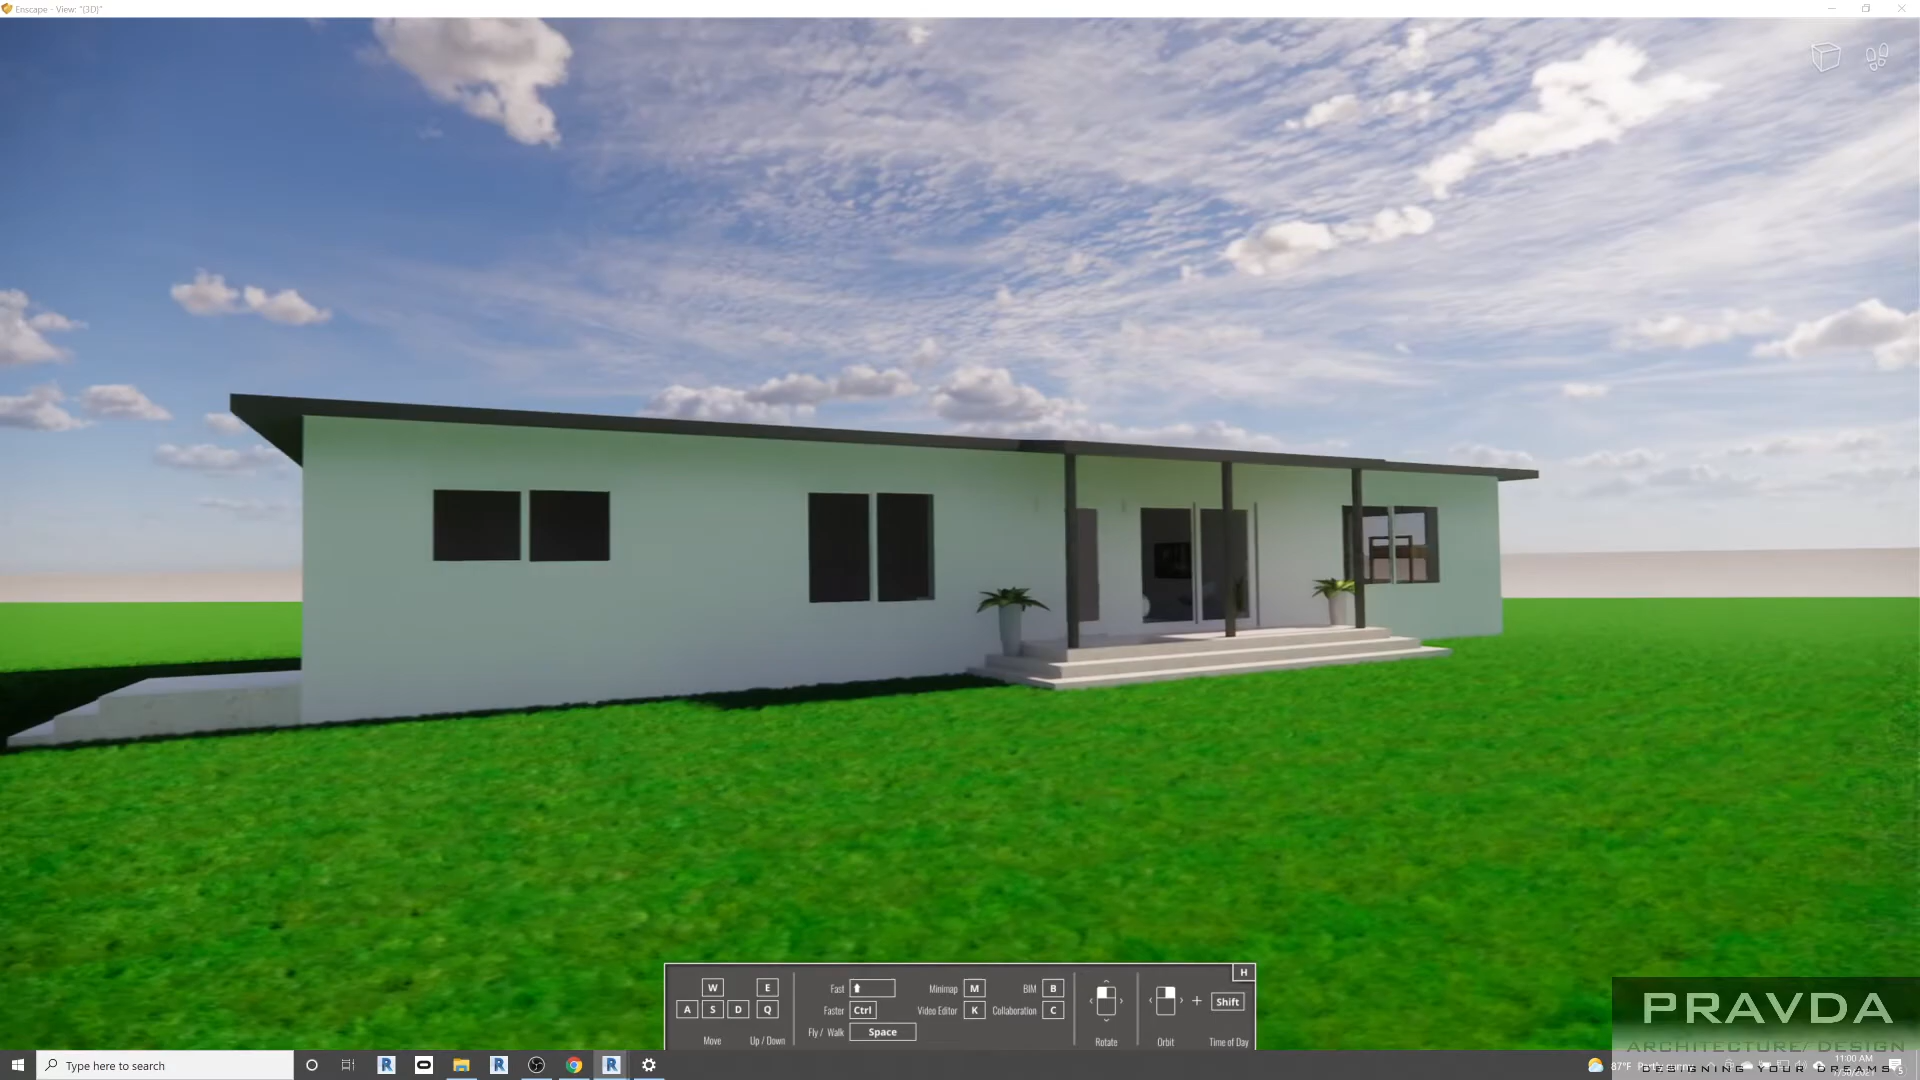 Enscape - View: "{3D}"
H
W
E
A
S
D
Q
Move
Up / Down
Fast
Faster
Ctrl
Fly / Walk
Space
Minimap
M
BIM
B
Video Editor
K
Collaboration
C
Rotate
+
Shift
Orbit
Time of Day
PRAVDA
ARCHITECTURE/ DESIGN
DESIGNING YOUR DREAMS
Type here to search
87°F
11:00 AM